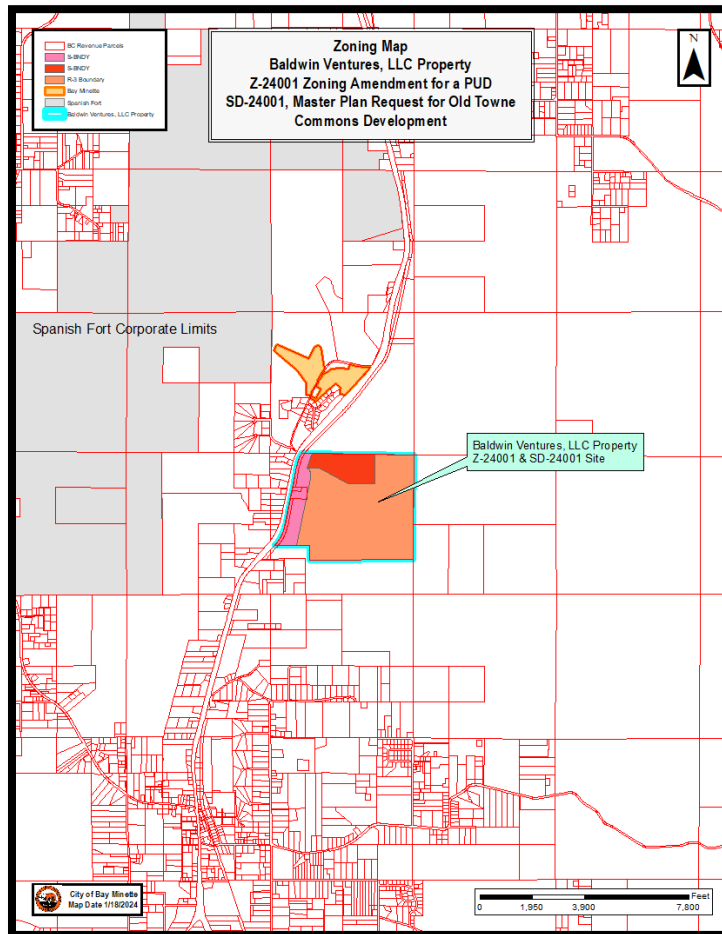 BC Revenue Parces
S-BNDY
S-BNDY
R-3 Boundary
Bay Minette
Spanish Fort
Baldwin Ventures, LLC Property
Zoning Map
Baldwin Ventures, LLC Property
Z-24001 Zoning Amendment for a PUD
SD-24001, Master Plan Request for Old Towne
Commons Development
N
Spanish Fort Corporate Limits
Baldwin Ventures, LLC Property
Z-24001 & SD-24001 Site
City of Bay Minette
Map Date 1/18/2024
Feet
0 1,950 3,900 7,800